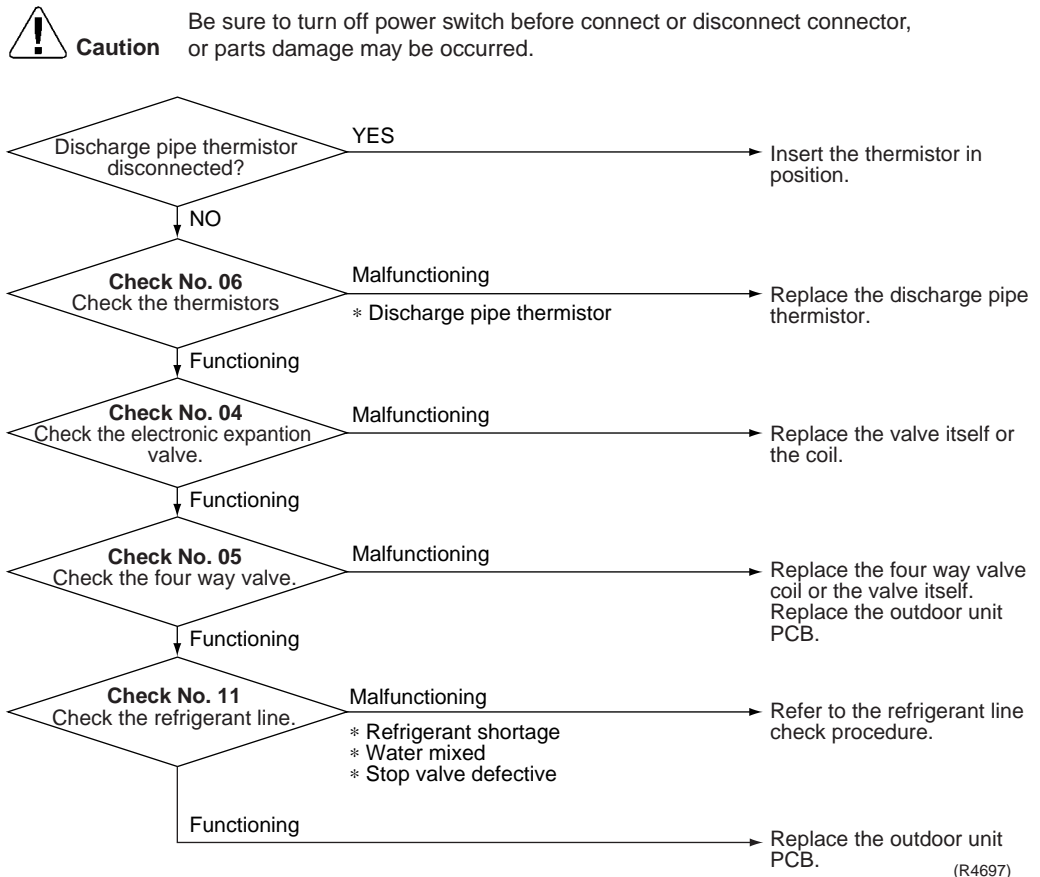 Be sure to turn off power switch before connect or disconnect connector,
Caution or parts damage may be occurred.
Discharge pipe thermistor
disconnected?
YES
Insert the thermistor in
position.
NO
Check No. 06
Check the thermistors
Malfunctioning
∗ Discharge pipe thermistor
Replace the discharge pipe
thermistor.
Functioning
Check No. 04
Check the electronic expantion
valve.
Malfunctioning
Replace the valve itself or
the coil.
Functioning
Check No. 05
Check the four way valve.
Malfunctioning
Replace the four way valve
coil or the valve itself.
Replace the outdoor unit
PCB.
Functioning
Check No. 11
Check the refrigerant line.
Malfunctioning
∗ Refrigerant shortage
∗ Water mixed
∗ Stop valve defective
Refer to the refrigerant line
check procedure.
Functioning
Replace the outdoor unit
PCB.
(R4697)